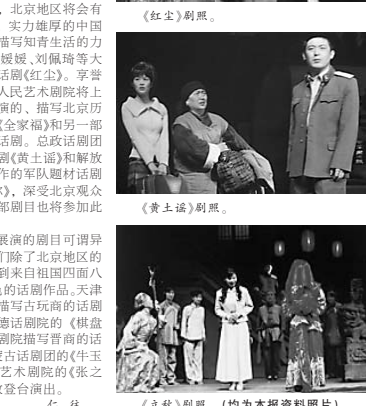 ，北京地区将会有
实力雄厚的中国
描写知青生活的力
媛媛、刘佩琦等大
话剧《红尘》。享誉
人民艺术剧院将上
演的、描写北京历
《全家福》和另一部
话剧。总政话剧团
剧《黄土谣》和解放
作的军队题材话剧
》，深受北京观众
部剧目也将参加此
展演的剧目可谓异
们除了北京地区的
到来自祖国四面八
的话剧作品。天津
描写古玩商的话剧
德话剧院的《棋盘
剧院描写晋商的话
蒙古话剧团的《牛玉
艺术剧院的《张之
登台演出。
仁 往
《红尘》剧照。
《黄土谣》剧照。
《立秋》剧照。（均为本报资料照片）